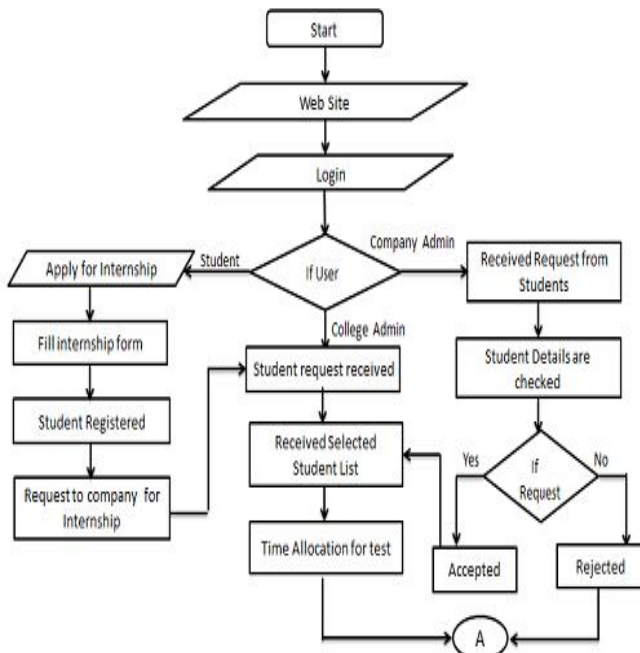 Start
Web Site
Login
If User
Student
Company Admin
College Admin
Apply for Internship
Fill internship form
Student Registered
Request to company for
Internship
Student request received
Received Selected
Student List
Time Allocation for test
Received Request from
Students
Student Details are
checked
If
Request
Yes
No
Accepted
Rejected
A